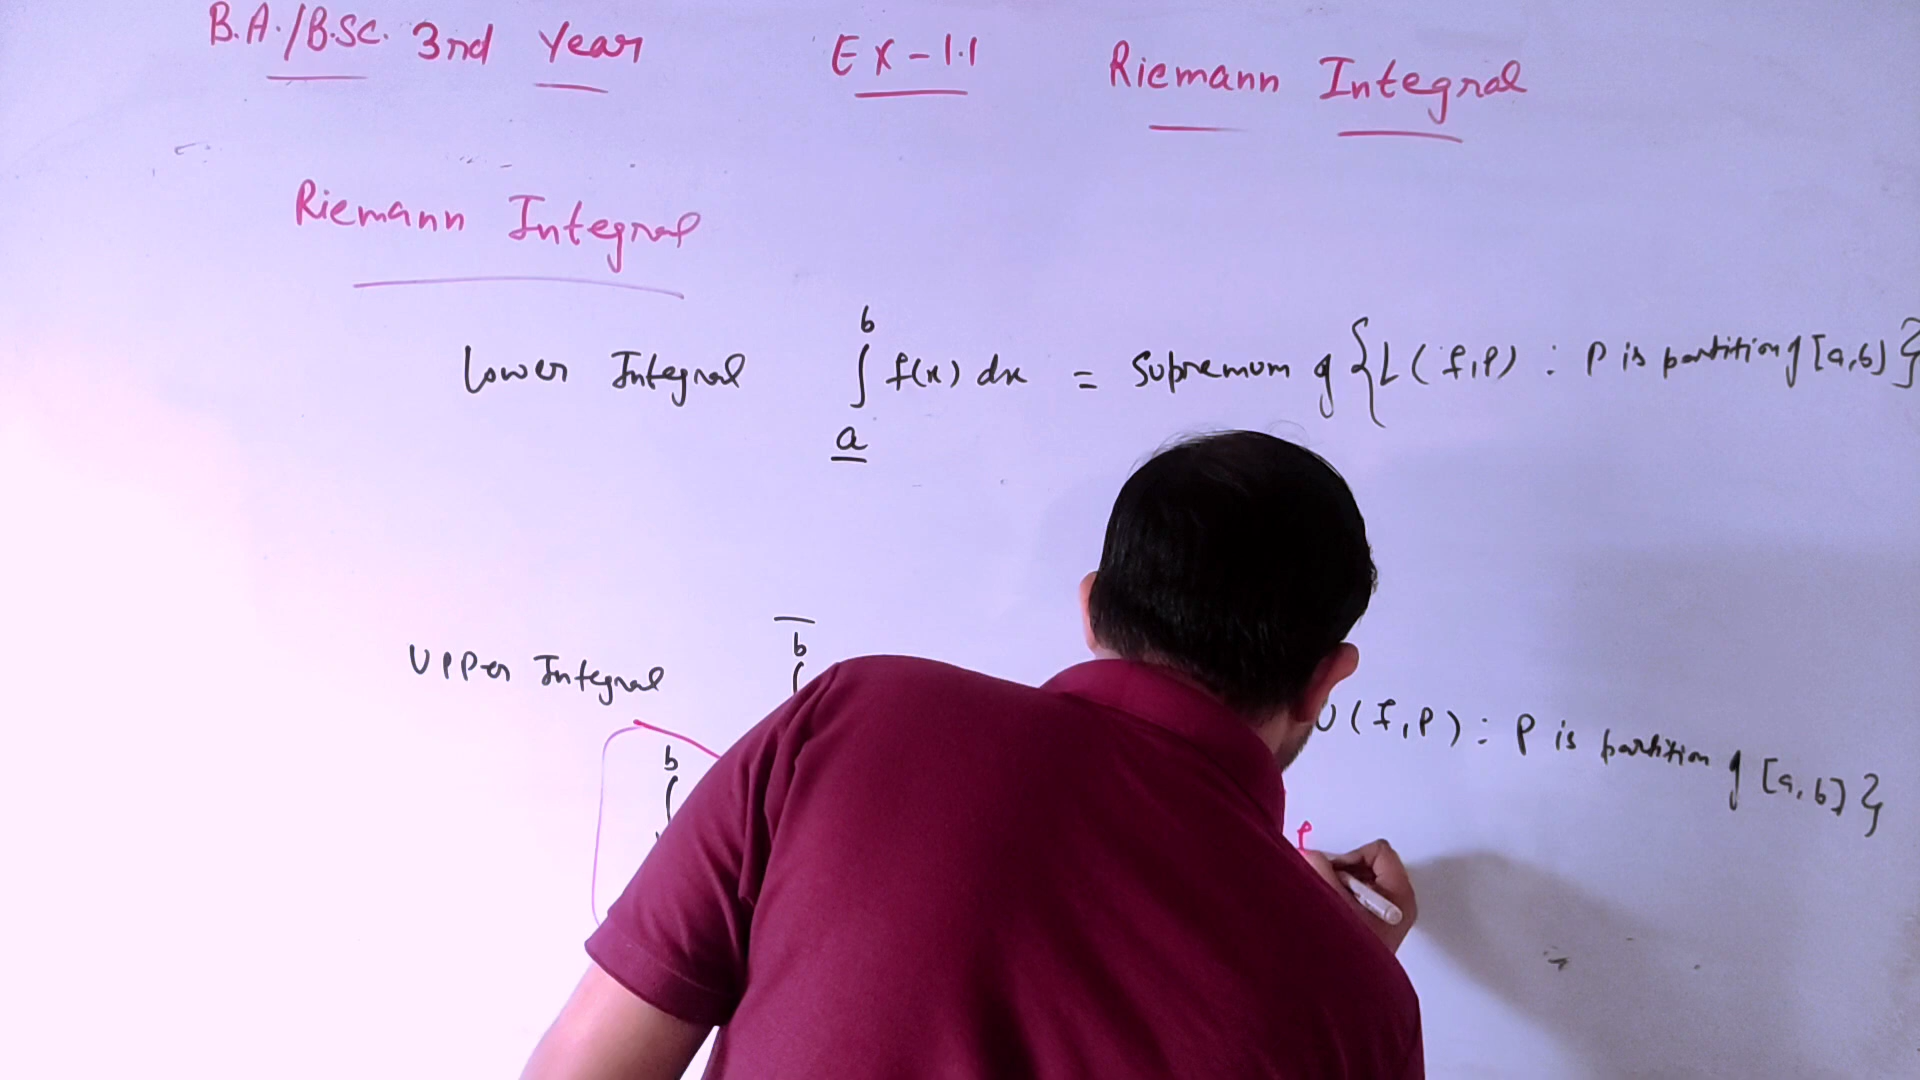 B.A./B.SC. 3rd Year EX-1.1 Riemann Integral
Riemann Integral
Lower Integral ∫_a^b f(x) dx = Supremum of {L(f,P) : P is partition of [a,b]}
Upper Integral b U(f,P) : P is partition of [a,b]}
b